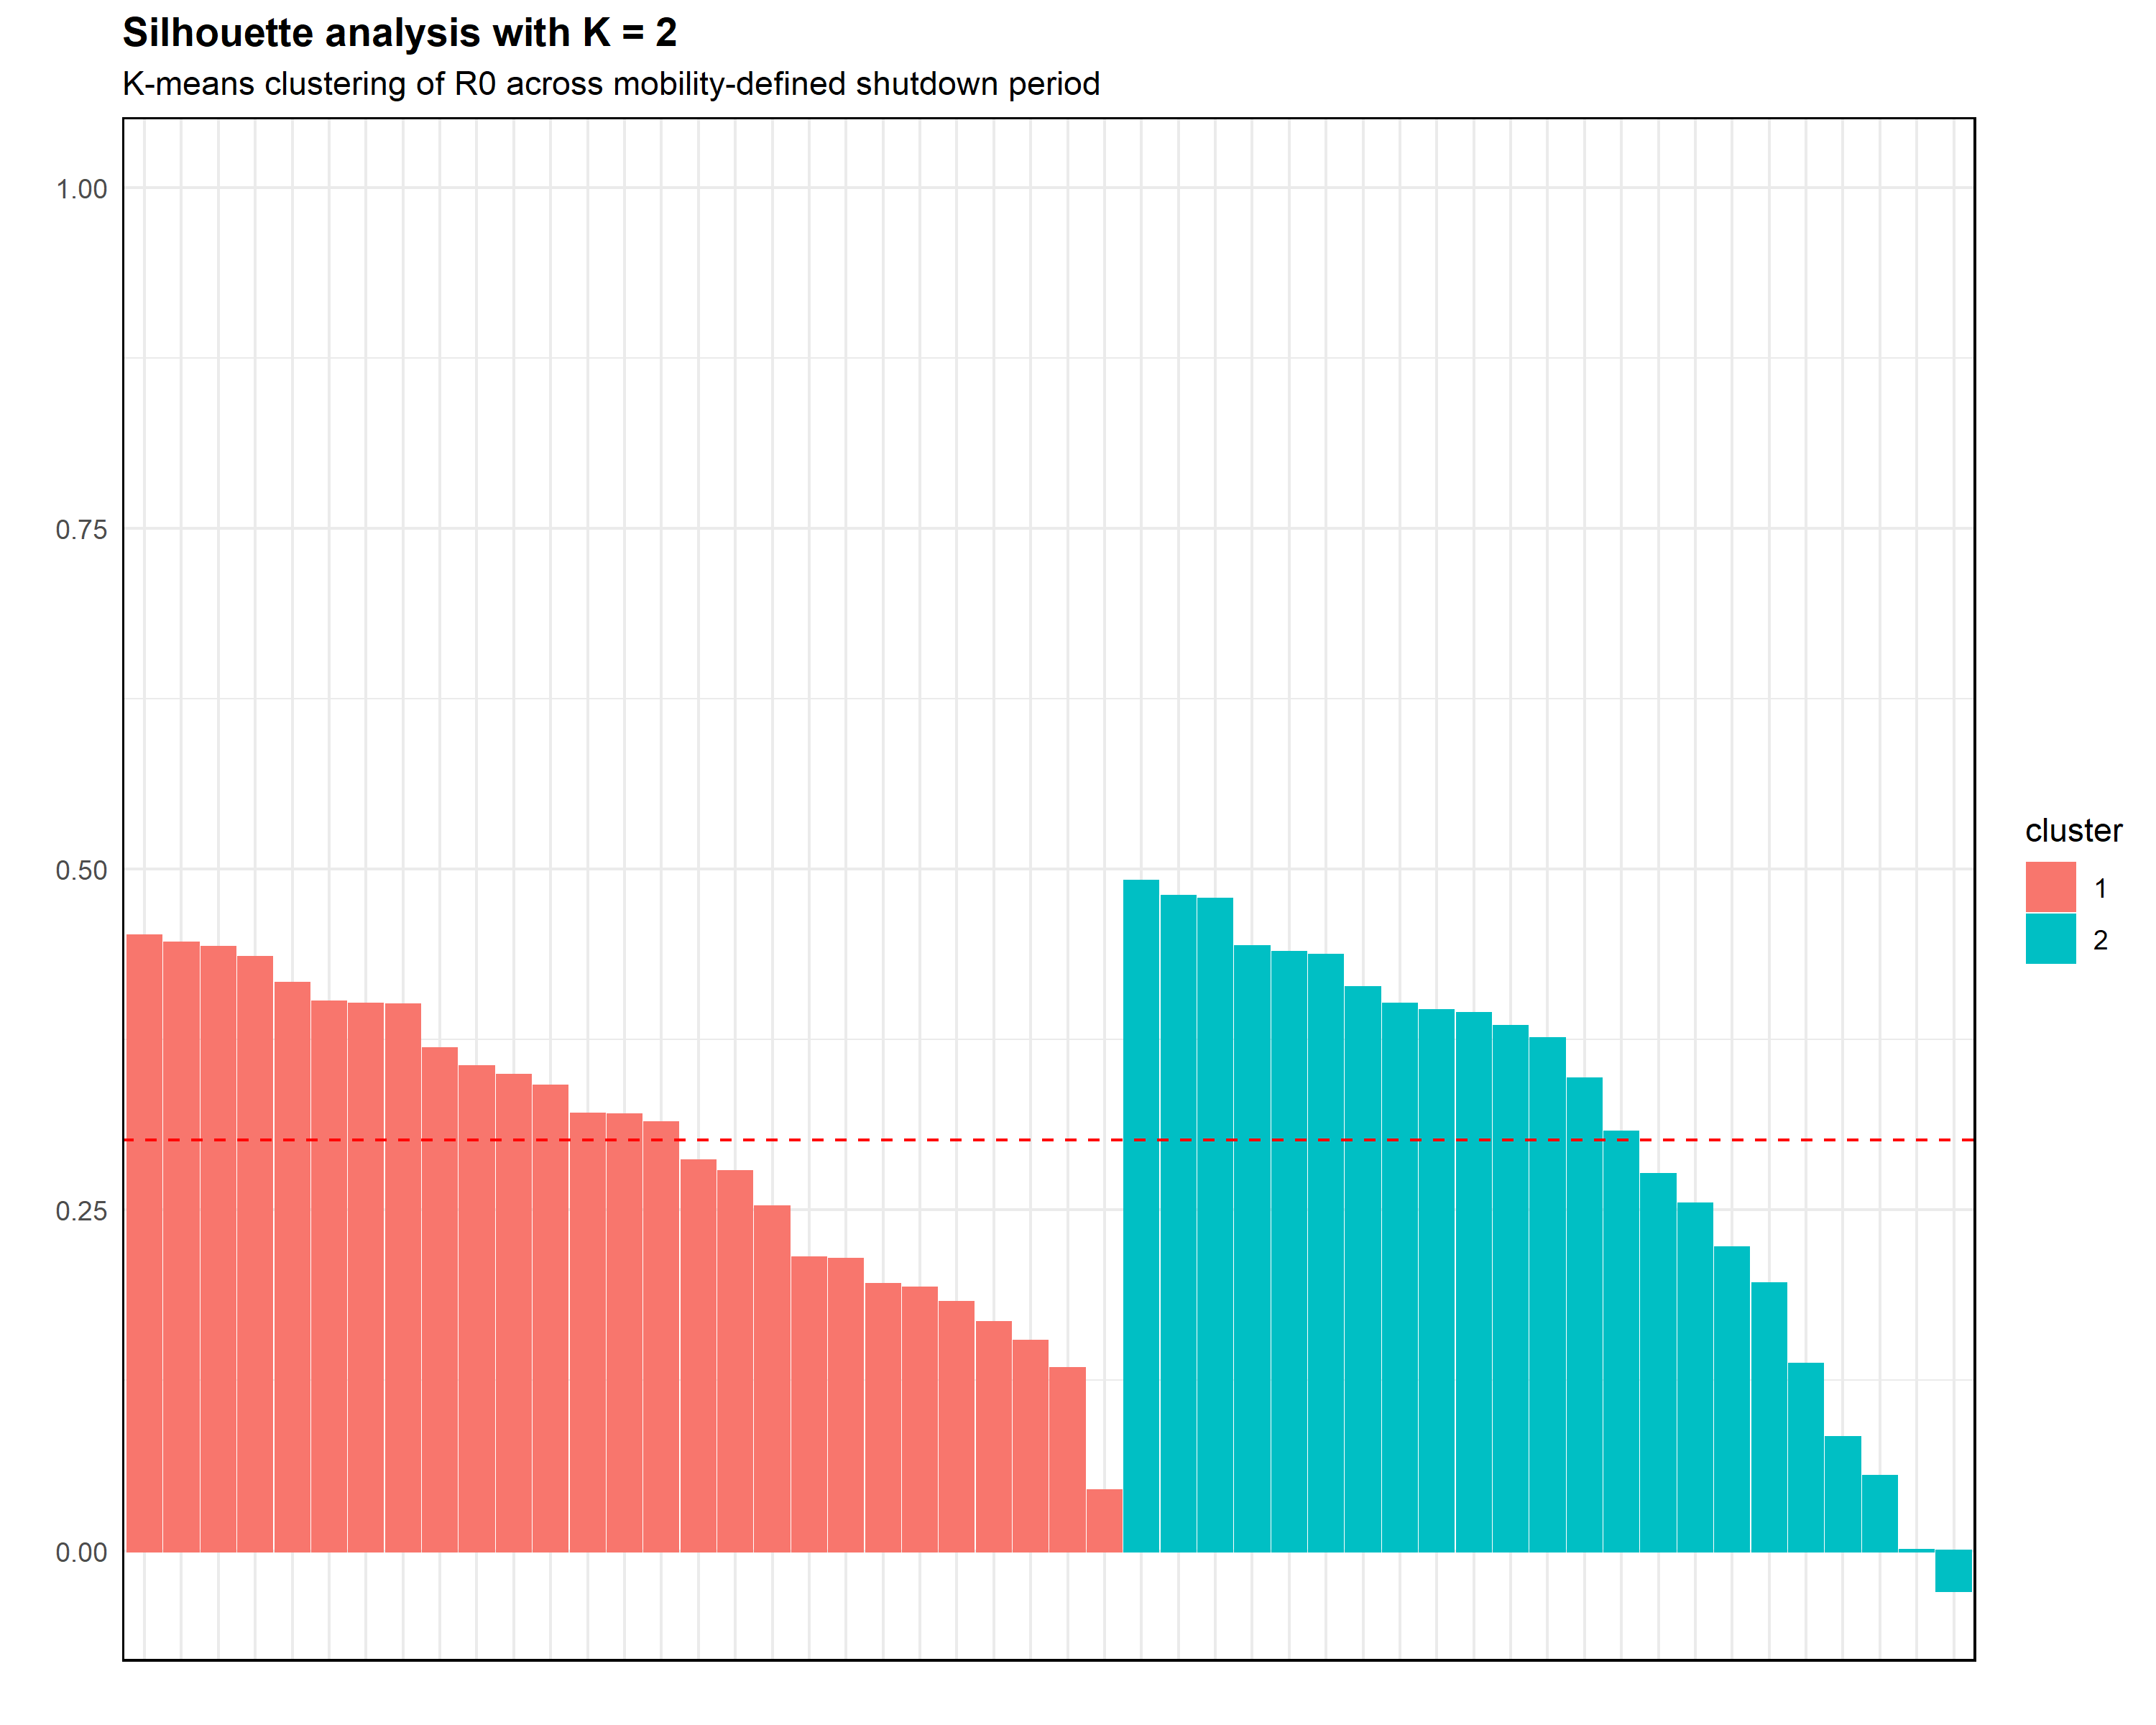 Silhouette analysis with K = 2
K-means clustering of R0 across mobility-defined shutdown period
1.00
0.75
0.50
0.25
0.00
cluster
1
2